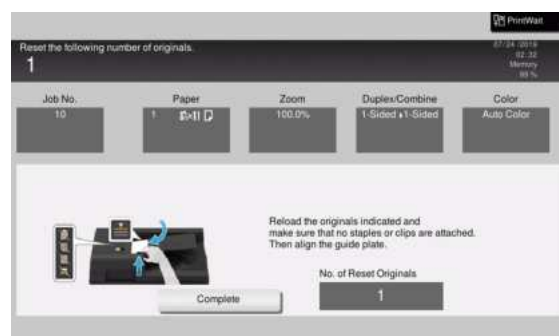 PrintWait
Reset the following number of originals.
1
07/24/2019
02:32
Memory
99 %
Job No.
Paper
Zoom
Duplex/Combine
Color
10
1
100.0%
1-Sided ▸1-Sided
Auto Color
Reload the originals indicated and
make sure that no staples or clips are attached.
Then align the guide plate.
No. of Reset Originals
1
Complete